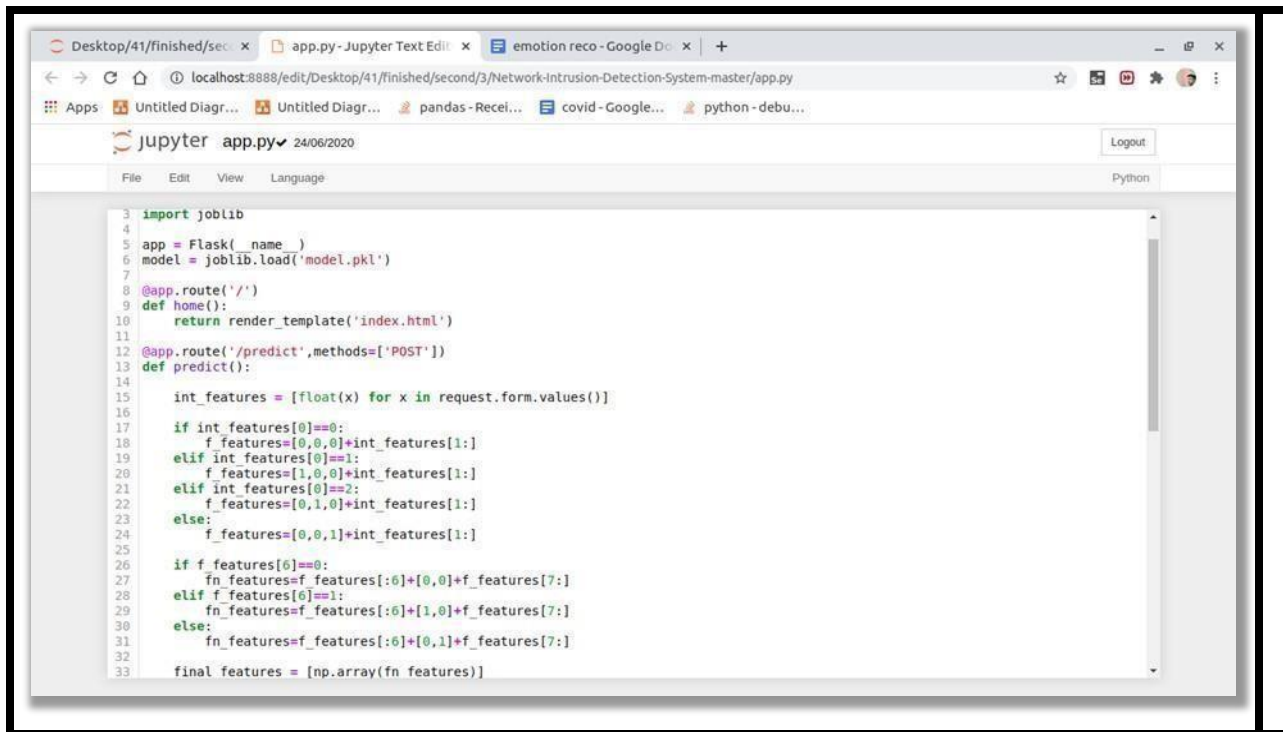 Desktop/41/finished/sec
app.py - Jupyter Text Edit
emotion reco - Google Do
localhost:8888/edit/Desktop/41/finished/second/3/Network-Intrusion-Detection-System-master/app.py
Apps Untitled Diagr... Untitled Diagr... pandas - Recei... covid - Google... python - debu...
jupyter app.py✔ 24/06/2020 Logout
File Edit View Language Python
3 import joblib
4
5 app = Flask(__name__)
6 model = joblib.load('model.pkl')
7
8 @app.route('/')
9 def home():
10     return render_template('index.html')
11
12 @app.route('/predict',methods=['POST'])
13 def predict():
14
15     int_features = [float(x) for x in request.form.values()]
16
17     if int_features[0]==0:
18         f_features=[0,0,0]+int_features[1:]
19     elif int_features[0]==1:
20         f_features=[1,0,0]+int_features[1:]
21     elif int_features[0]==2:
22         f_features=[0,1,0]+int_features[1:]
23     else:
24         f_features=[0,0,1]+int_features[1:]
25
26     if f_features[6]==0:
27         fn_features=f_features[:6]+[0,0]+f_features[7:]
28     elif f_features[6]==1:
29         fn_features=f_features[:6]+[1,0]+f_features[7:]
30     else:
31         fn_features=f_features[:6]+[0,1]+f_features[7:]
32
33     final_features = [np.array(fn_features)]